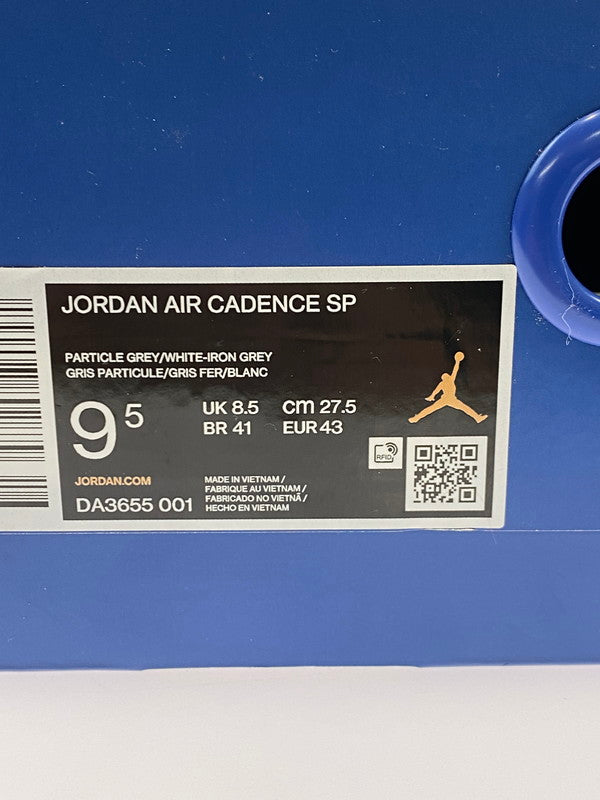 JORDAN AIR CADENCE SP
PARTICLE GREY/WHITE-IRON GREY
GRIS PARTICULE/GRIS FER/BLANC
9 5
UK 8.5 cm 27.5
BR 41 EUR 43
RFID
JORDAN.COM
DA3655 001
MADE IN VIETNAM /
FABRIQUE AU VIETNAM /
FABRICADO NO VIETNÃ /
HECHO EN VIETNAM